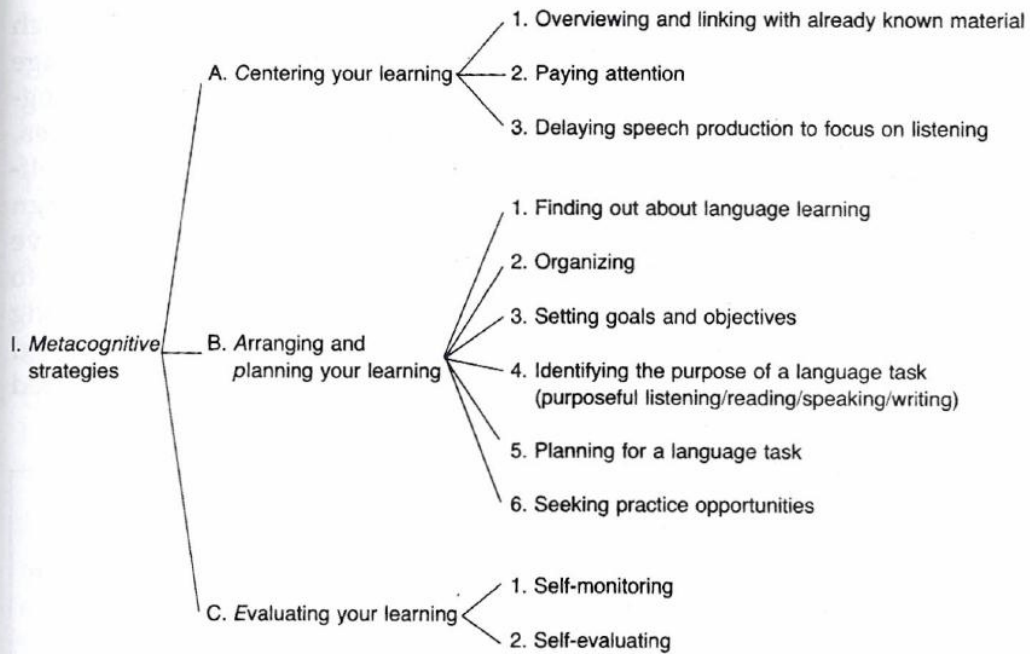 1. Overviewing and linking with already known material
A. Centering your learning
2. Paying attention
3. Delaying speech production to focus on listening
1. Finding out about language learning
2. Organizing
3. Setting goals and objectives
I. Metacognitive
strategies
B. Arranging and
planning your learning
4. Identifying the purpose of a language task
(purposeful listening/reading/speaking/writing)
5. Planning for a language task
6. Seeking practice opportunities
1. Self-monitoring
C. Evaluating your learning
2. Self-evaluating